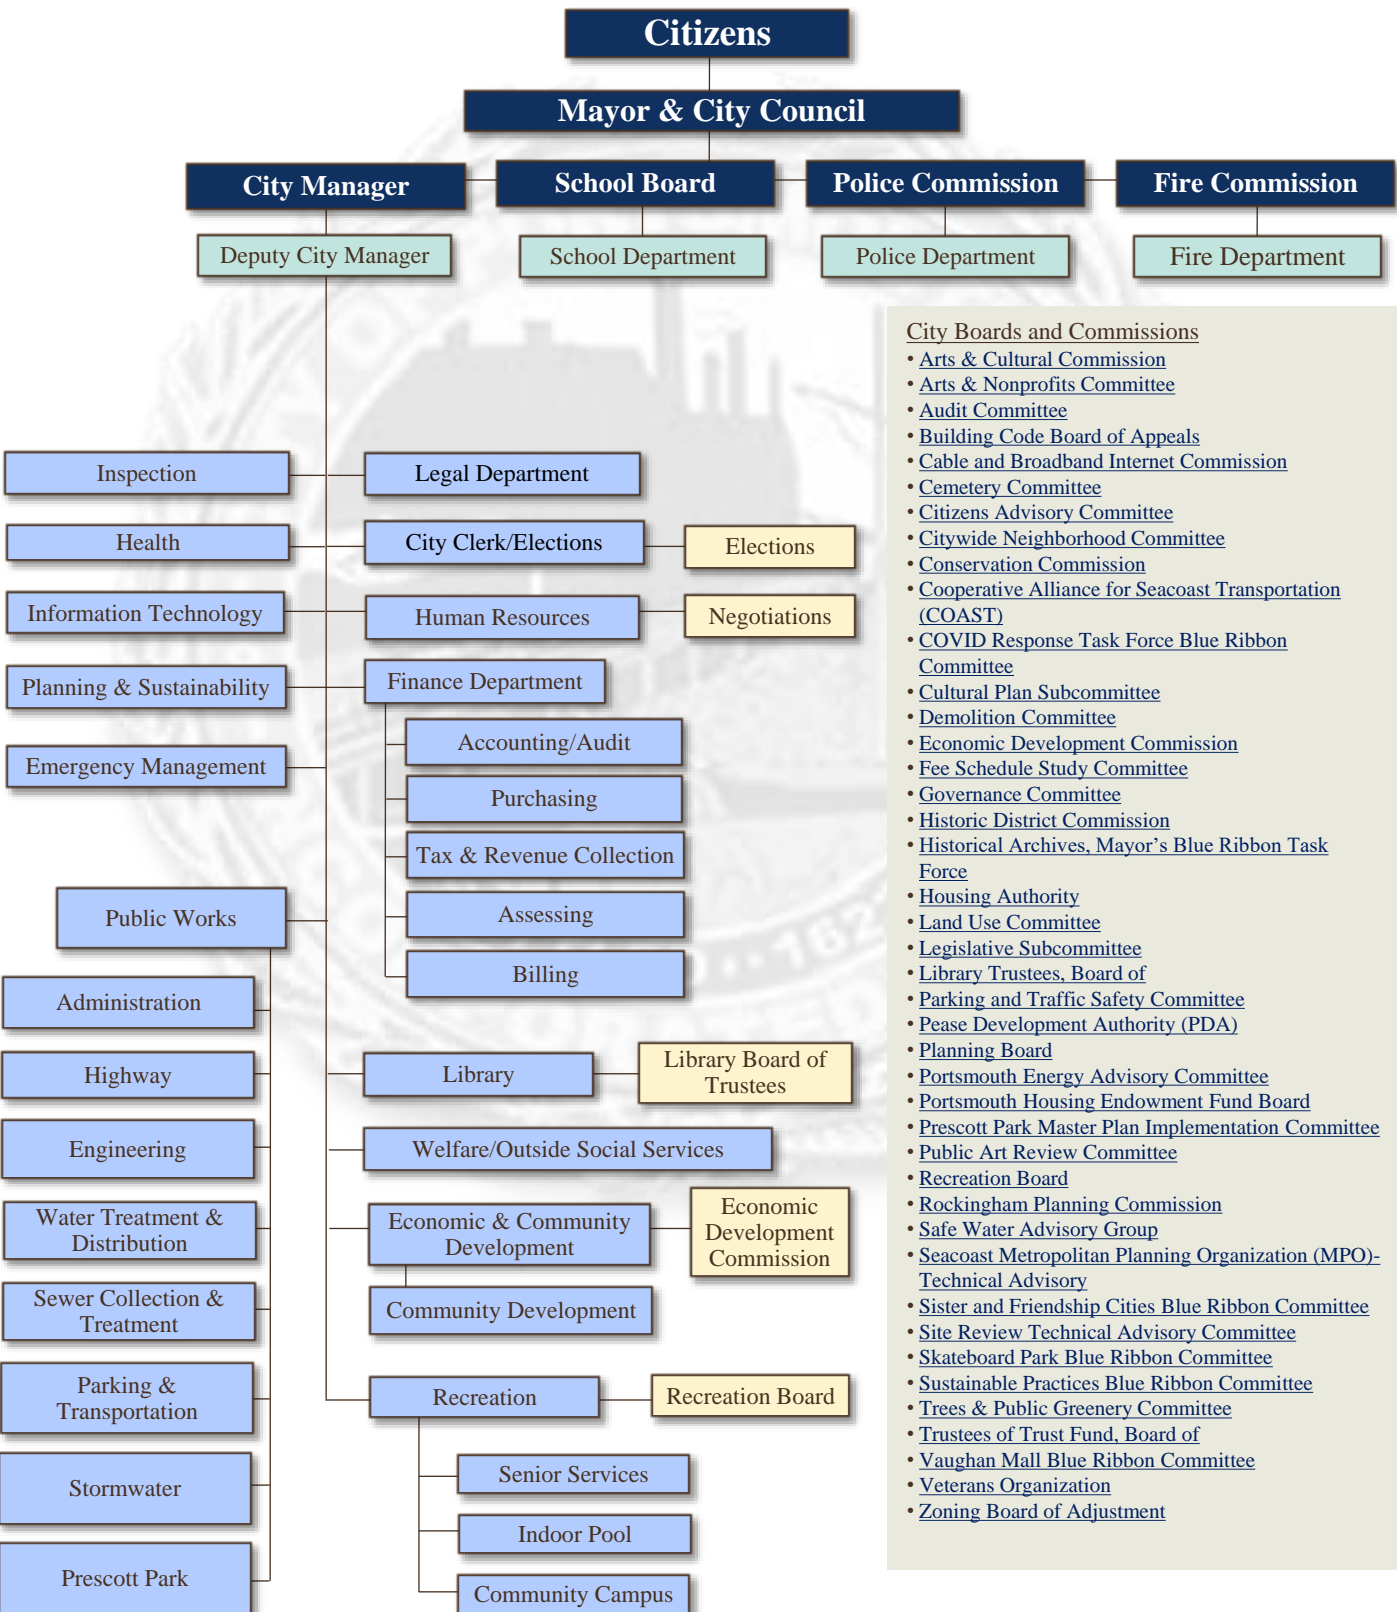 Citizens
Mayor & City Council
City Manager
School Board
Police Commission
Fire Commission
Deputy City Manager
School Department
Police Department
Fire Department
Inspection
Legal Department
Health
City Clerk/Elections
Elections
Information Technology
Human Resources
Negotiations
Planning & Sustainability
Finance Department
Emergency Management
Accounting/Audit
Purchasing
Tax & Revenue Collection
Assessing
Billing
Public Works
Administration
Highway
Engineering
Water Treatment &
Distribution
Sewer Collection &
Treatment
Parking &
Transportation
Stormwater
Prescott Park
Library
Library Board of
Trustees
Welfare/Outside Social Services
Economic & Community
Development
Economic
Development
Commission
Community Development
Recreation
Recreation Board
Senior Services
Indoor Pool
Community Campus
City Boards and Commissions
• Arts & Cultural Commission
• Arts & Nonprofits Committee
• Audit Committee
• Building Code Board of Appeals
• Cable and Broadband Internet Commission
• Cemetery Committee
• Citizens Advisory Committee
• Citywide Neighborhood Committee
• Conservation Commission
• Cooperative Alliance for Seacoast Transportation
(COAST)
• COVID Response Task Force Blue Ribbon
Committee
• Cultural Plan Subcommittee
• Demolition Committee
• Economic Development Commission
• Fee Schedule Study Committee
• Governance Committee
• Historic District Commission
• Historical Archives, Mayor’s Blue Ribbon Task
Force
• Housing Authority
• Land Use Committee
• Legislative Subcommittee
• Library Trustees, Board of
• Parking and Traffic Safety Committee
• Pease Development Authority (PDA)
• Planning Board
• Portsmouth Energy Advisory Committee
• Portsmouth Housing Endowment Fund Board
• Prescott Park Master Plan Implementation Committee
• Public Art Review Committee
• Recreation Board
• Rockingham Planning Commission
• Safe Water Advisory Group
• Seacoast Metropolitan Planning Organization (MPO)-
Technical Advisory
• Sister and Friendship Cities Blue Ribbon Committee
• Site Review Technical Advisory Committee
• Skateboard Park Blue Ribbon Committee
• Sustainable Practices Blue Ribbon Committee
• Trees & Public Greenery Committee
• Trustees of Trust Fund, Board of
• Vaughan Mall Blue Ribbon Committee
• Veterans Organization
• Zoning Board of Adjustment